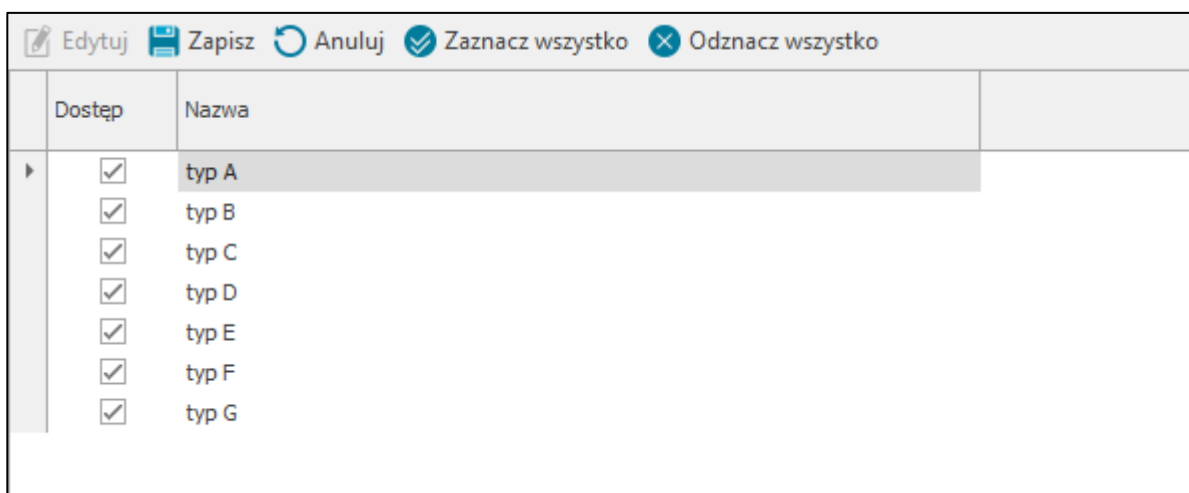 Edytuj Zapisz Anuluj Zaznacz wszystko Odznacz wszystko
Dostęp Nazwa
typ A
typ B
typ C
typ D
typ E
typ F
typ G